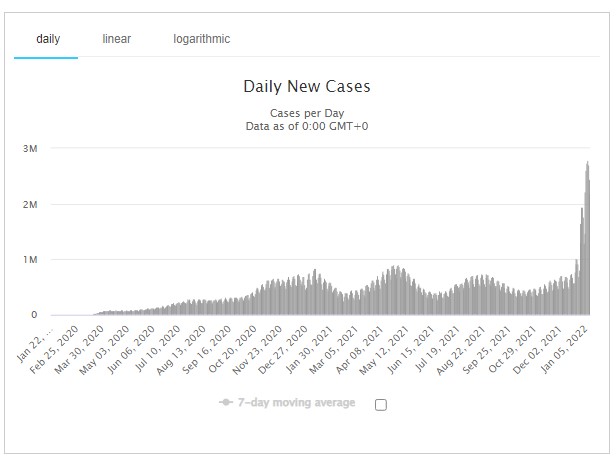 daily linear logarithmic
Daily New Cases
Cases per Day
Data as of 0:00 GMT+0
3M
2M
1M
0
Jan 22, ...
Feb 25, 2020
Mar 30, 2020
May 03, 2020
Jun 06, 2020
Jul 10, 2020
Aug 13, 2020
Sep 16, 2020
Oct 20, 2020
Nov 23, 2020
Dec 27, 2020
Jan 30, 2021
Mar 05, 2021
Apr 08, 2021
May 12, 2021
Jun 15, 2021
Jul 19, 2021
Aug 22, 2021
Sep 25, 2021
Oct 29, 2021
Dec 02, 2021
Jan 05, 2022
7-day moving average